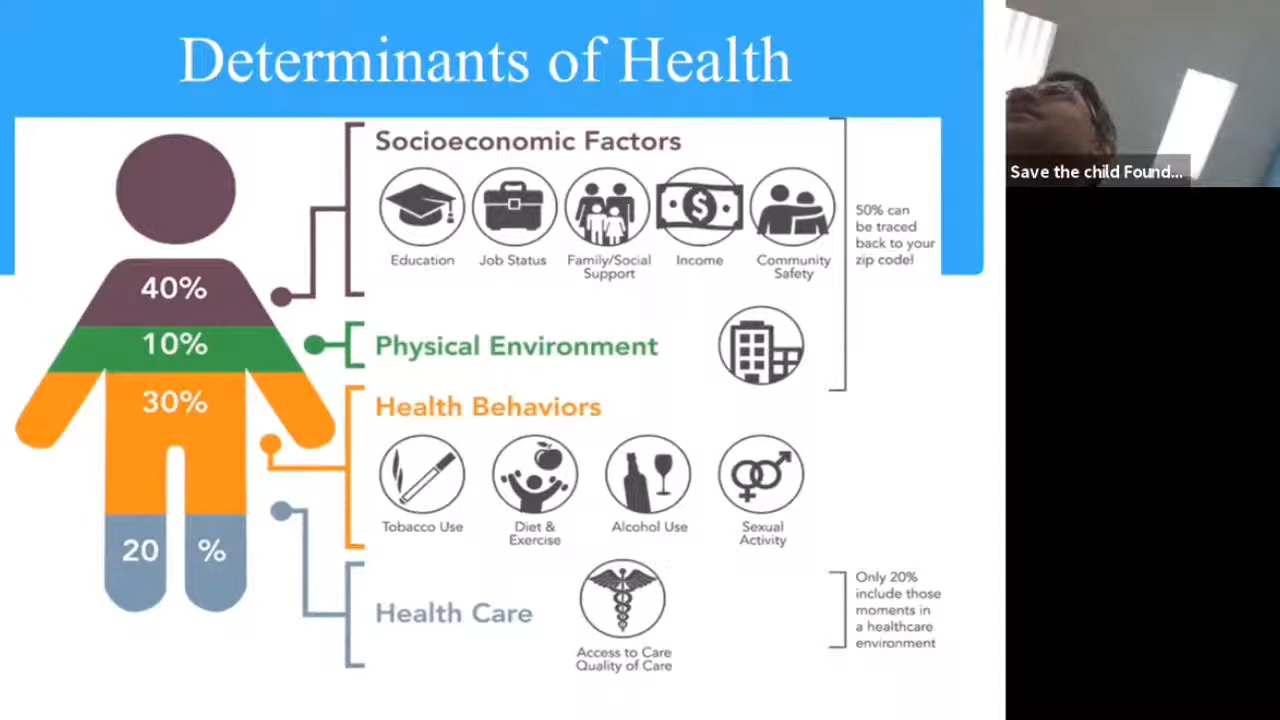 Determinants of Health
Socioeconomic Factors
Education
Job Status
Family/Social
Support
Income
Community
Safety
50% can
be traced
back to your
zip code!
40%
10%
Physical Environment
30%
Health Behaviors
Tobacco Use
Diet &
Exercise
Alcohol Use
Sexual
Activity
20 %
Health Care
Access to Care
Quality of Care
Only 20%
include those
moments in
a healthcare
environment
Save the child Found...